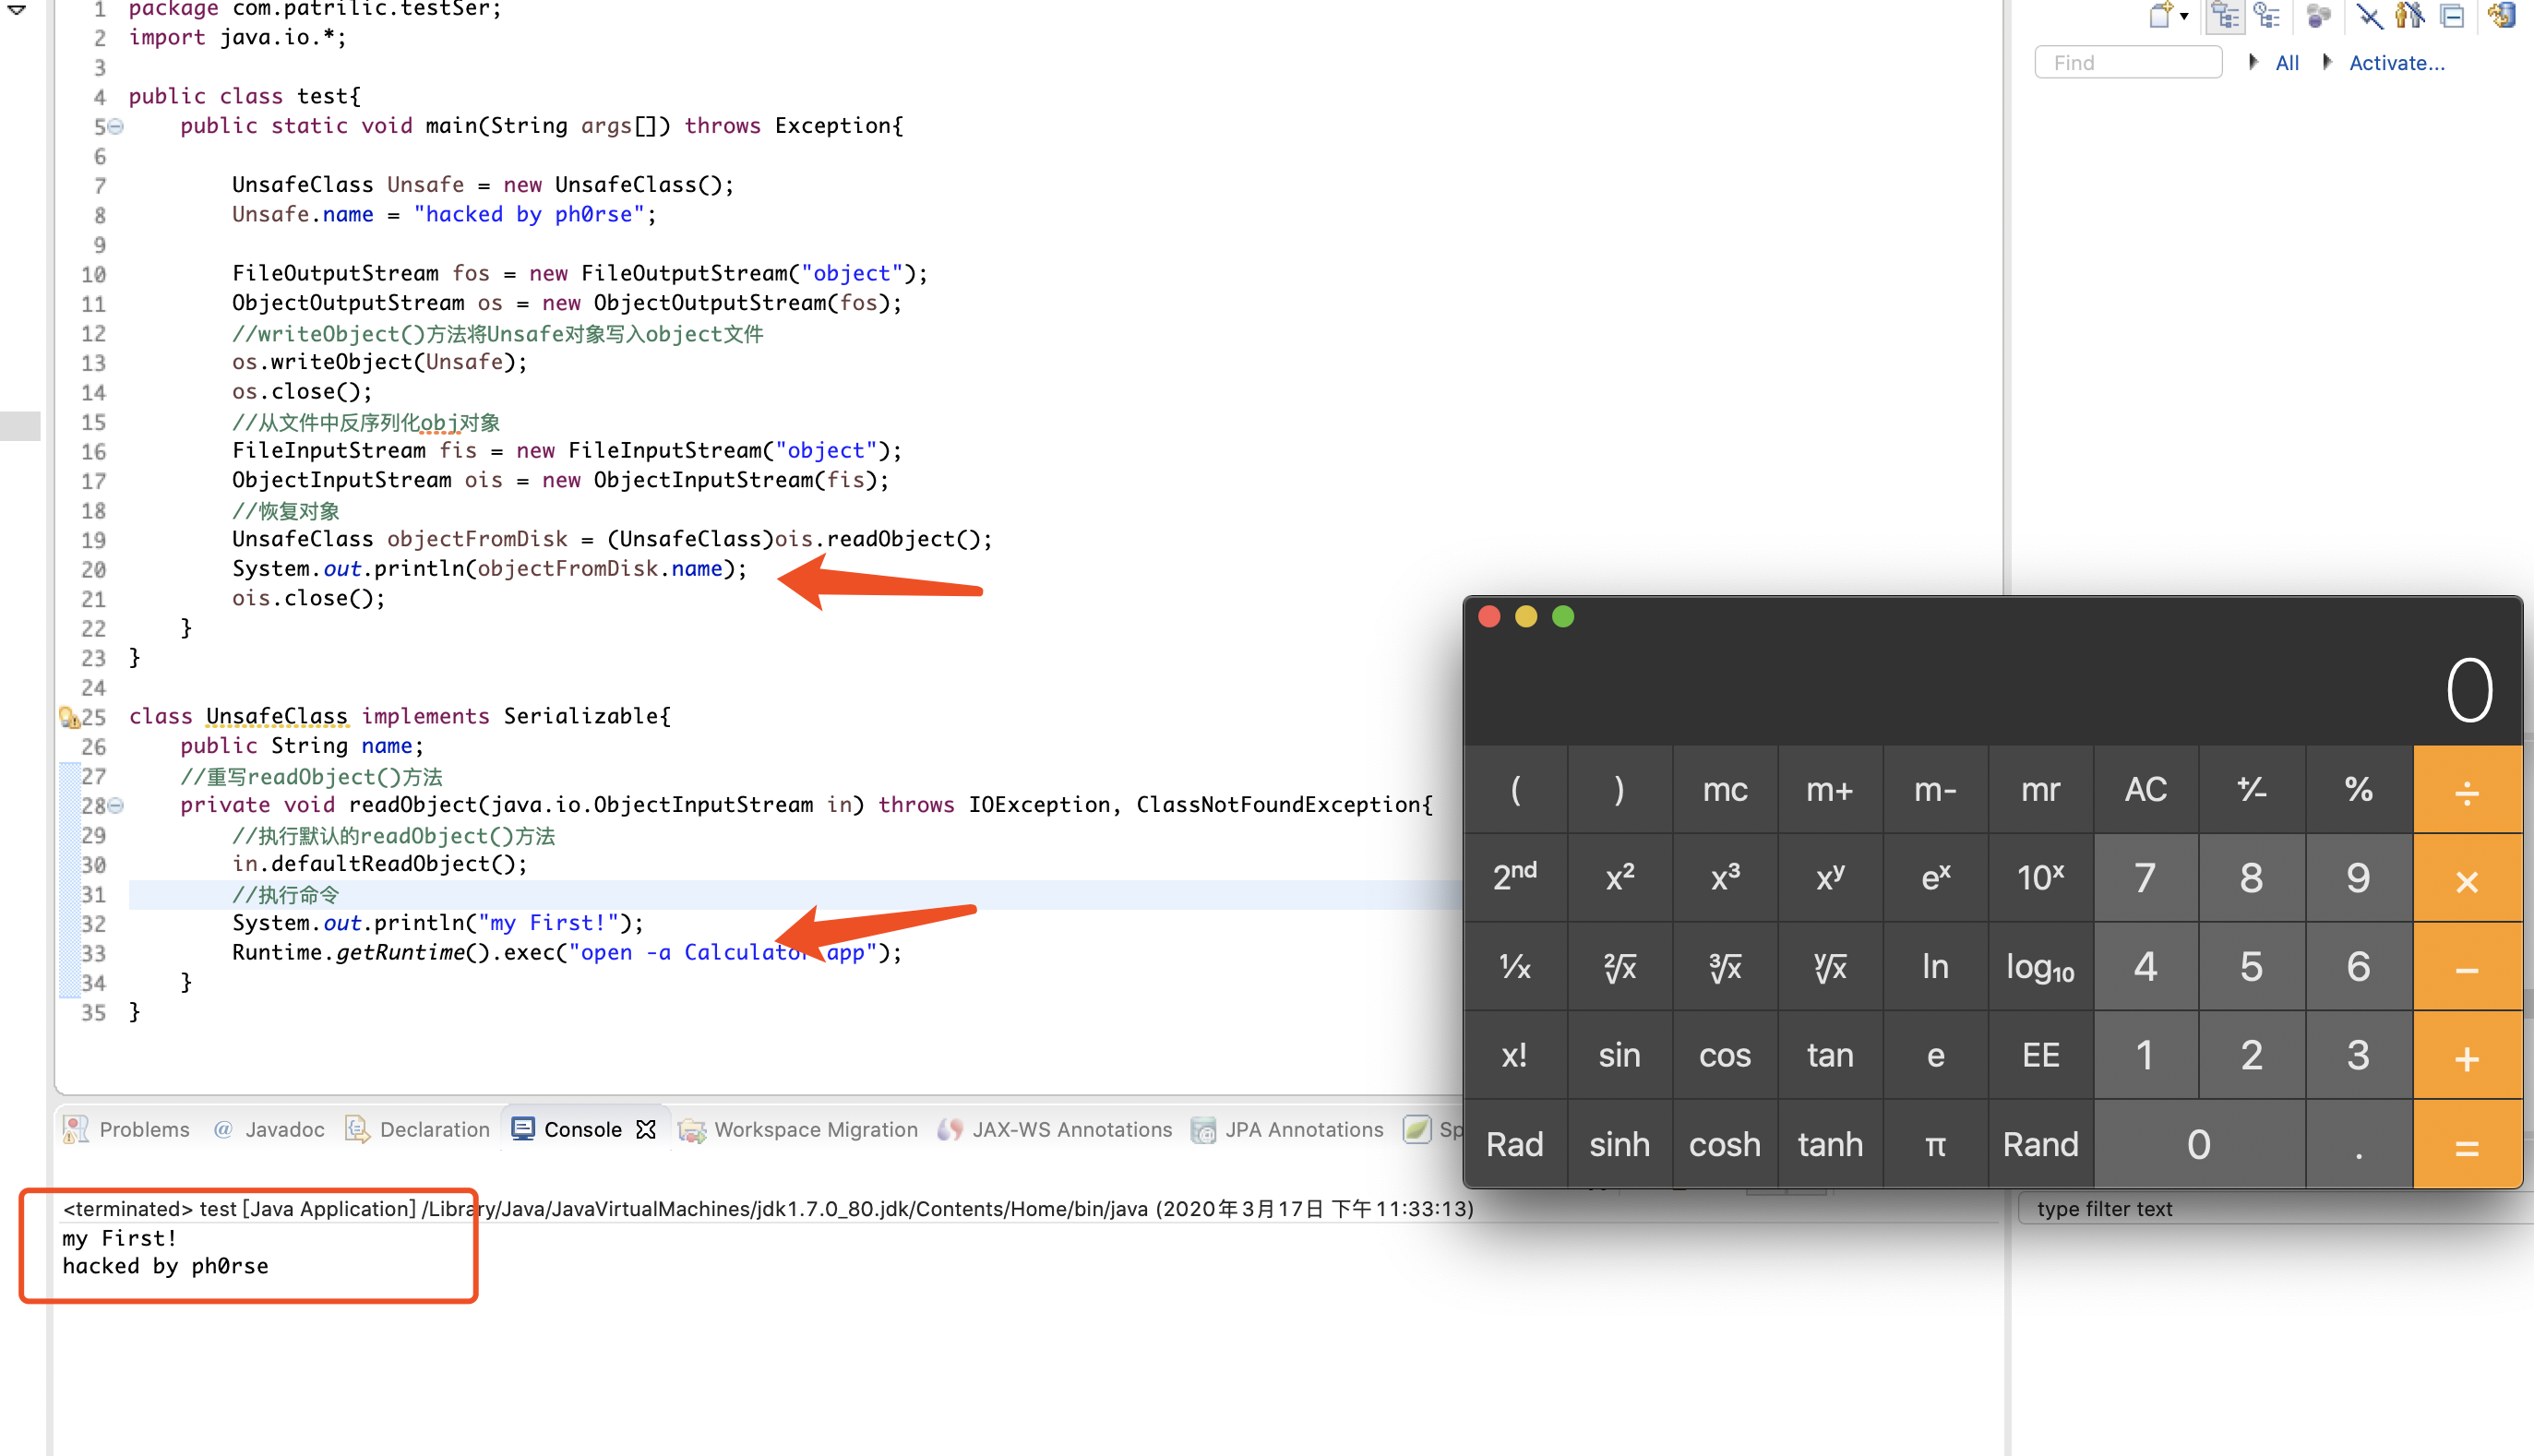 1 package com.patrilic.testSer;
2 import java.io.*;
3
4 public class test{
5 public static void main(String args[]) throws Exception{
6
7 UnsafeClass Unsafe = new UnsafeClass();
8 Unsafe.name = "hacked by ph0rse";
9
10 FileOutputStream fos = new FileOutputStream("object");
11 ObjectOutputStream os = new ObjectOutputStream(fos);
12 //writeObject()方法将Unsafe对象写入object文件
13 os.writeObject(Unsafe);
14 os.close();
15 //从文件中反序列化obj对象
16 FileInputStream fis = new FileInputStream("object");
17 ObjectInputStream ois = new ObjectInputStream(fis);
18 //恢复对象
19 UnsafeClass objectFromDisk = (UnsafeClass)ois.readObject();
20 System.out.println(objectFromDisk.name);
21 ois.close();
22 }
23 }
24
25 class UnsafeClass implements Serializable{
26 public String name;
27 //重写readObject()方法
28 private void readObject(java.io.ObjectInputStream in) throws IOException, ClassNotFoundException{
29 //执行默认的readObject()方法
30 in.defaultReadObject();
31 //执行命令
32 System.out.println("my First!");
33 Runtime.getRuntime().exec("open -a Calculator.app");
34 }
35 }
Find All Activate...
0
( ) mc m+ m- mr AC +/- % ÷
2nd x² x³ xʸ eˣ 10ˣ 7 8 9 ×
1/x ²√x ³√x ʸ√x ln log₁₀ 4 5 6 −
x! sin cos tan e EE 1 2 3 +
Rad sinh cosh tanh π Rand 0 . =
Problems @ Javadoc Declaration Console Workspace Migration JAX-WS Annotations JPA Annotations Sp
<terminated> test [Java Application] /Library/Java/JavaVirtualMachines/jdk1.7.0_80.jdk/Contents/Home/bin/java (2020年3月17日 下午11:33:13)
my First!
hacked by ph0rse
type filter text